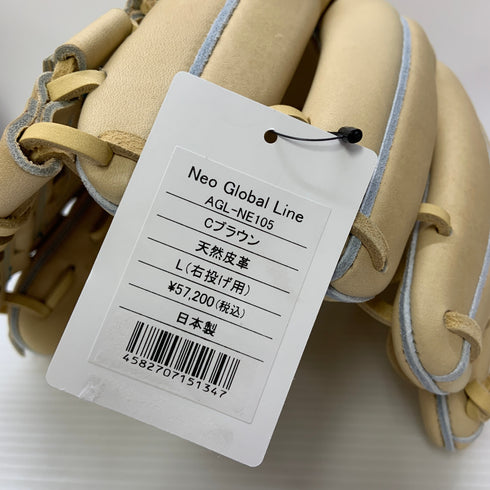 Neo Global Line
AGL-NE105
Cブラウン
天然皮革
L(右投げ用)
¥57,200(税込)
日本製
4582707151347